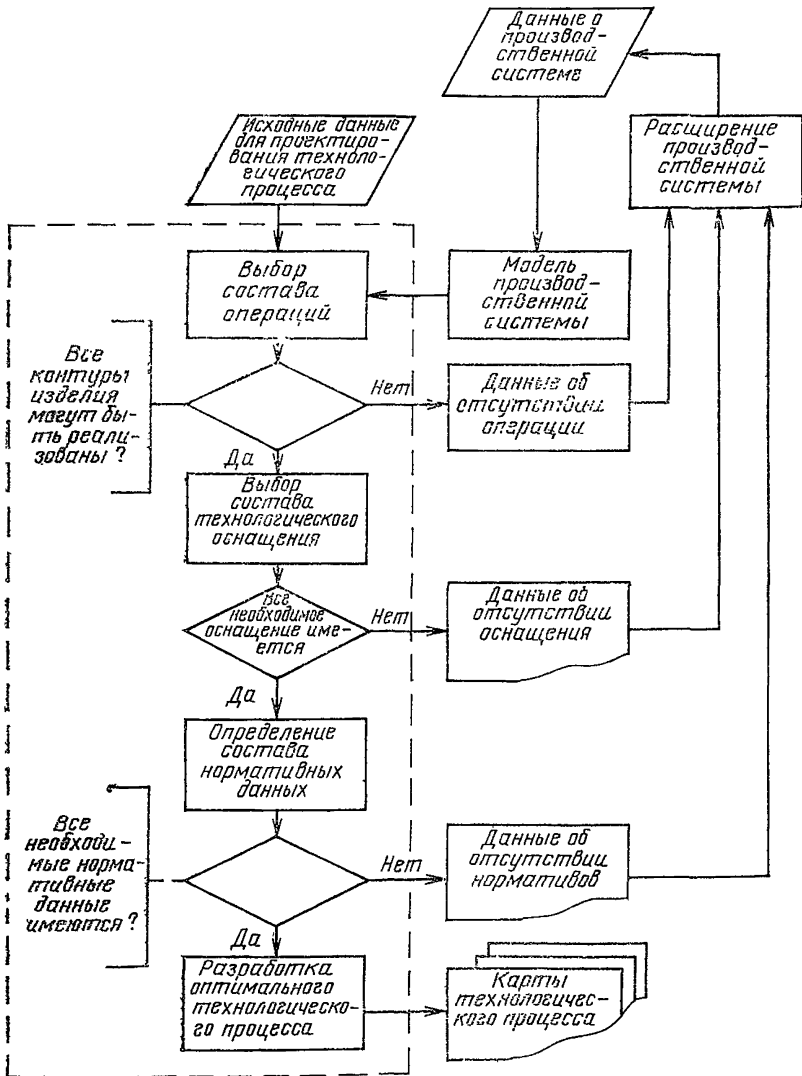 Данные о
производ-
ственной
системе
Исходные данные
для проектиро-
вания техноло-
гического
процесса
Расширение
производ-
ственной
системы
Выбор
состава
операций
Модель
производ-
ственной
системы
Все
контуры
изделия
могут бы-
ть реали-
зованы ?
Нет
Данные об
отсутствии
операции
Да
Выбор
состава
технологического
оснащения
Все
необходимое
оснащение име-
ется
Нет
Данные об
отсутствии
оснащения
Да
Определение
состава
нормативных
данных
Все
необходи-
мые норма-
тивные
данные
имеются ?
Нет
Данные об
отсутствии
нормативов
Да
Разработка
оптимального
технологическо-
го процесса
Карты
технологичес-
кого процесса